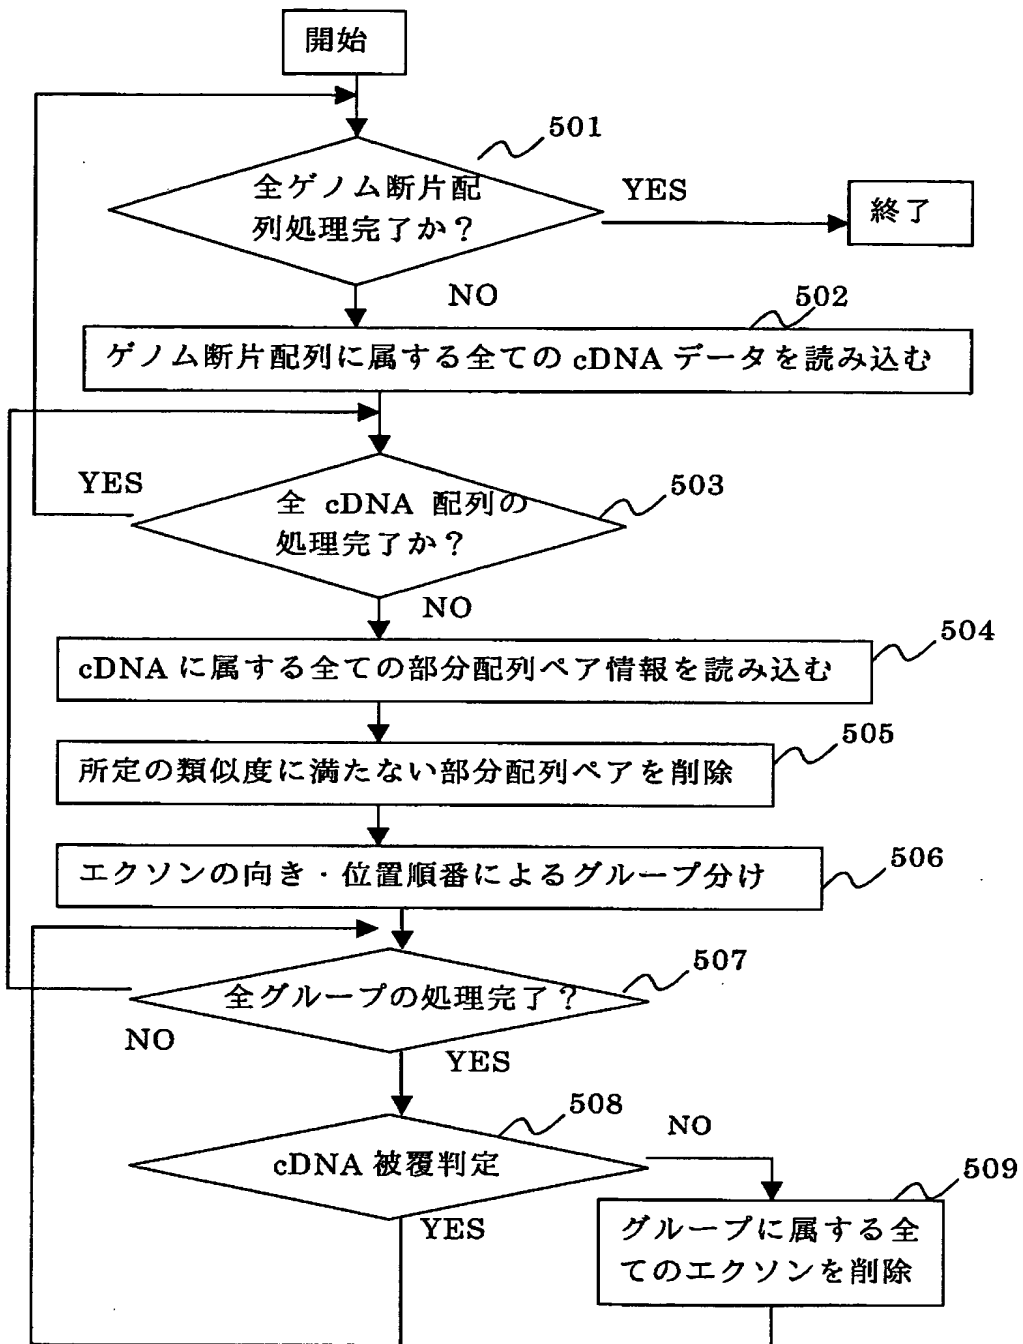 開始
501
全ゲノム断片配
列処理完了か？
YES
終了
NO
502
ゲノム断片配列に属する全ての cDNA データを読み込む
YES
503
全 cDNA 配列の
処理完了か？
NO
504
cDNA に属する全ての部分配列ペア情報を読み込む
505
所定の類似度に満たない部分配列ペアを削除
506
エクソンの向き・位置順番によるグループ分け
507
全グループの処理完了？
NO
YES
508
NO
cDNA 被覆判定
509
YES
グループに属する全
てのエクソンを削除